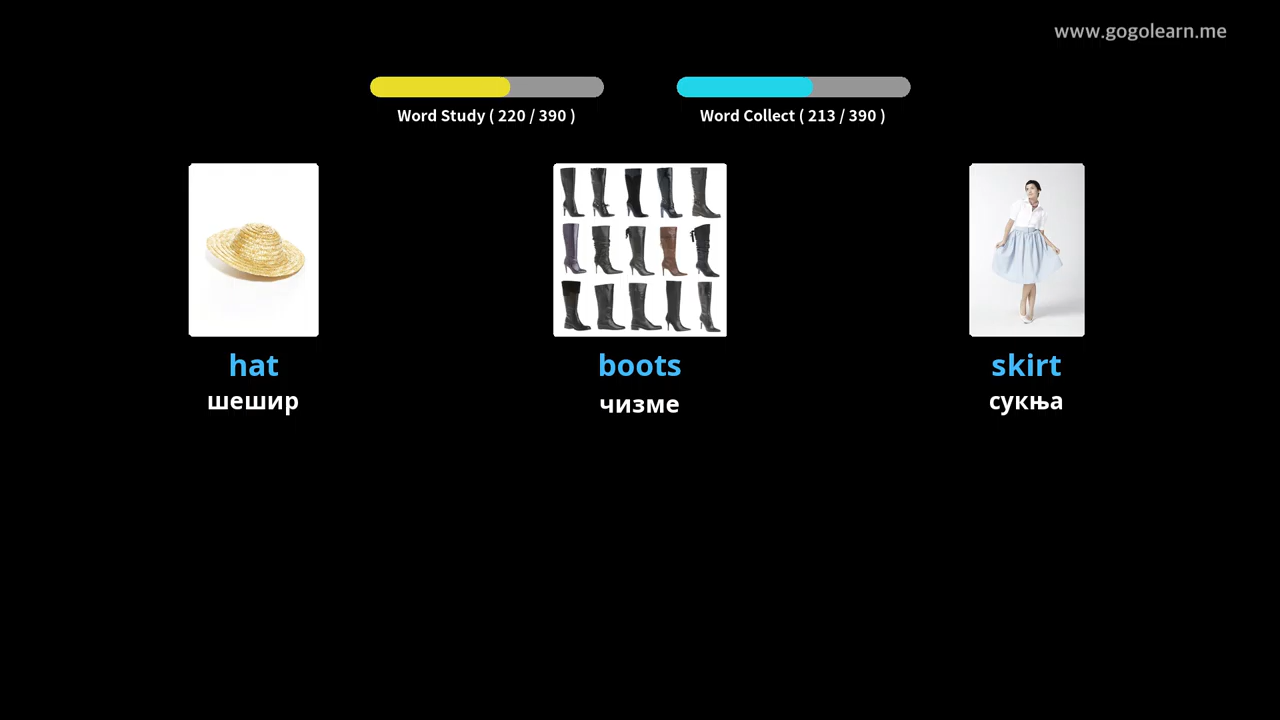 www.gogolearn.me
Word Study ( 220 / 390 )
Word Collect ( 213 / 390 )
hat
шешир
boots
чизме
skirt
сукња